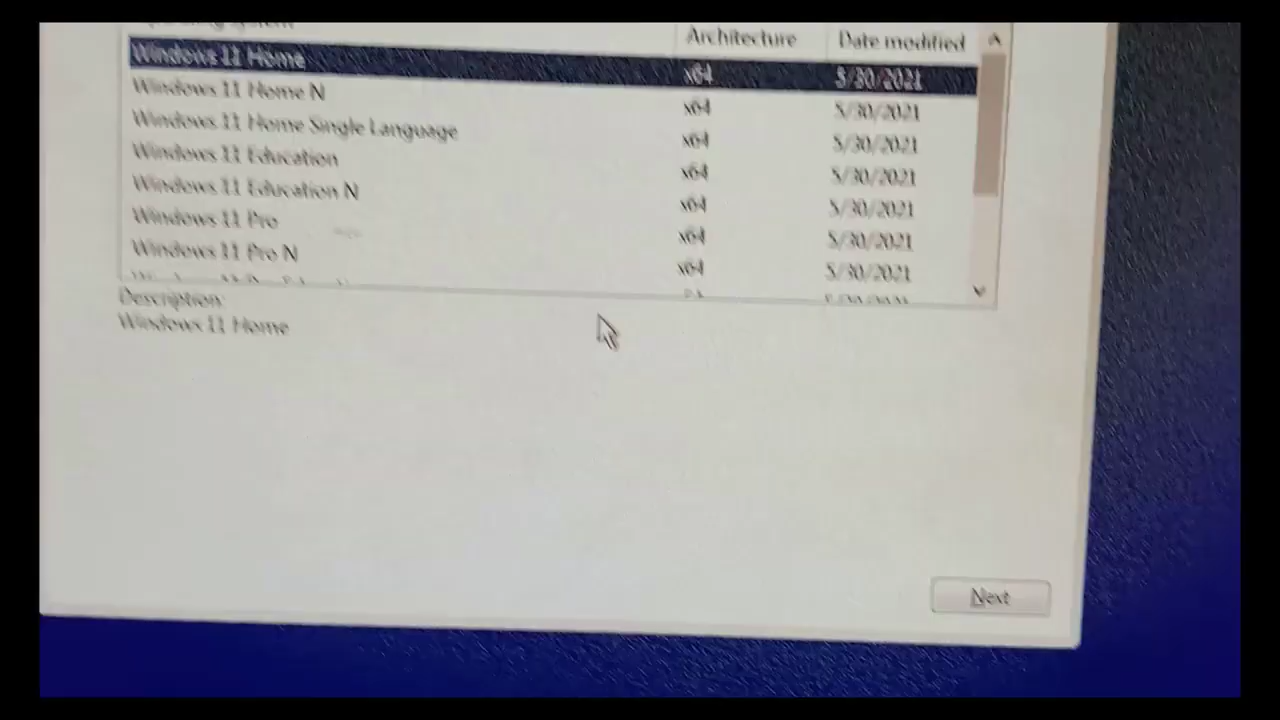 Architecture Date modified
Windows 11 Home x64 5/30/2021
Windows 11 Home N x64 5/30/2021
Windows 11 Home Single Language x64 5/30/2021
Windows 11 Education x64 5/30/2021
Windows 11 Education N x64 5/30/2021
Windows 11 Pro x64 5/30/2021
Windows 11 Pro N x64 5/30/2021
Description:
Windows 11 Home
Next